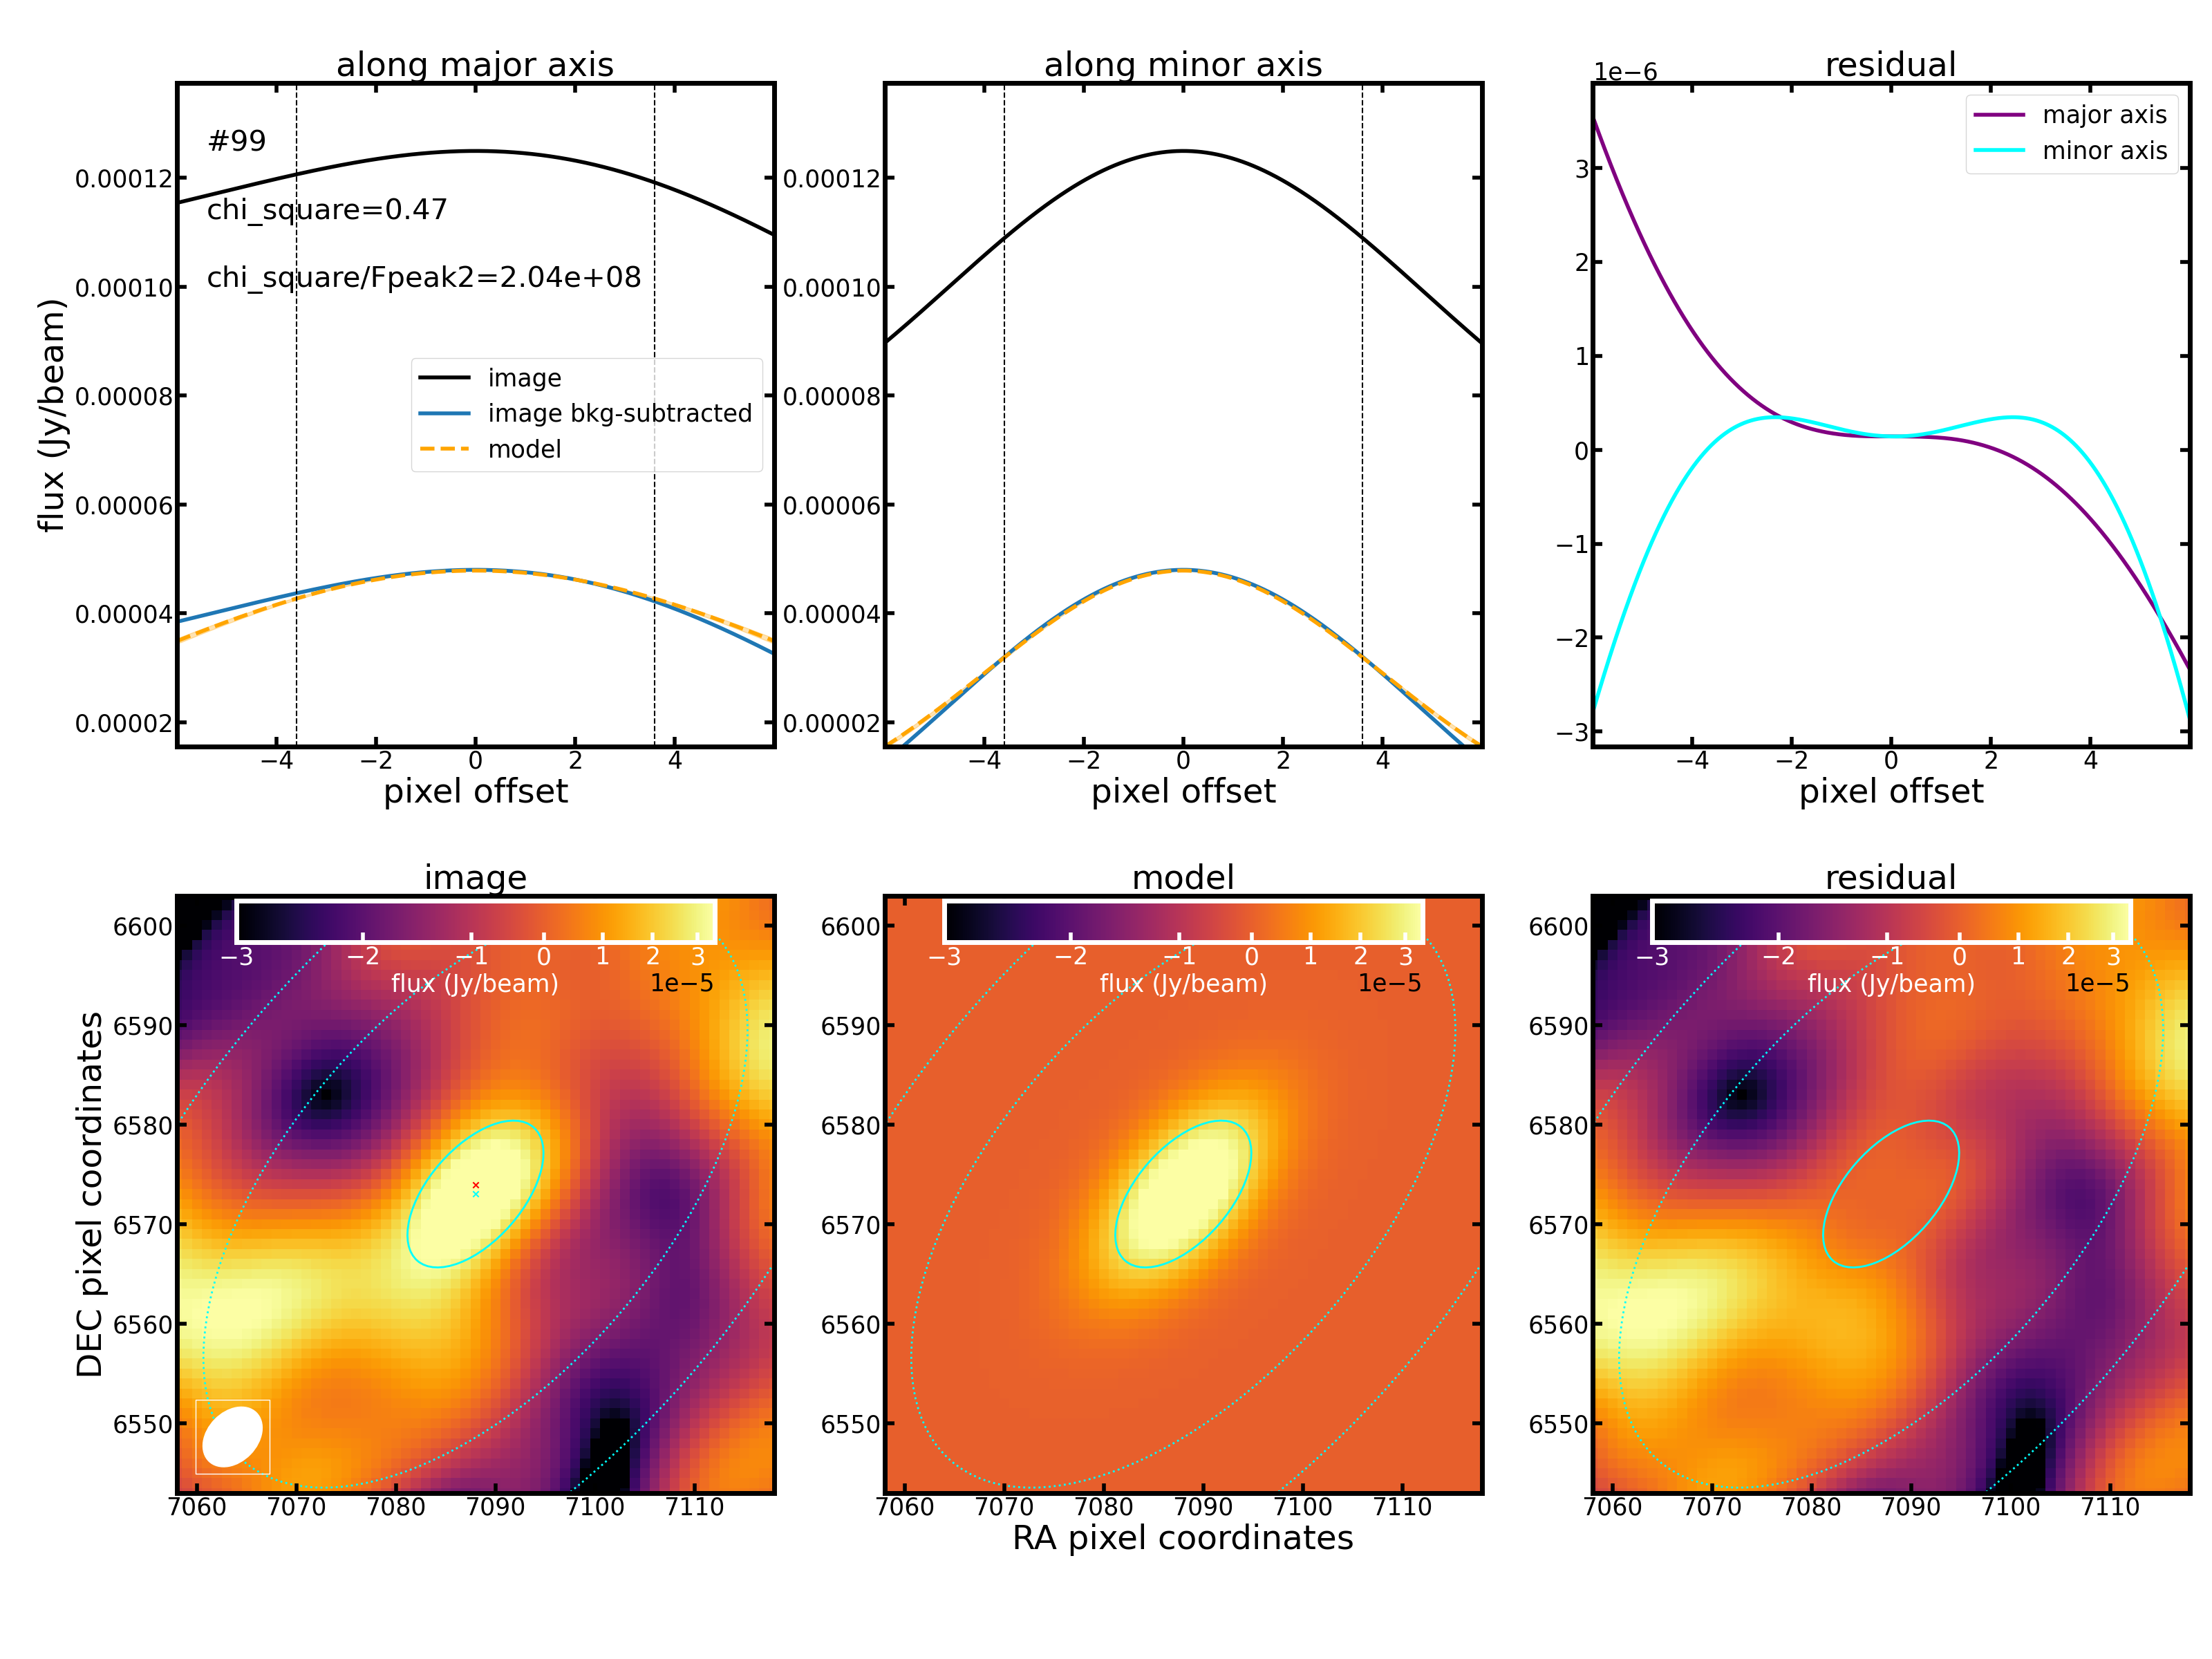 along major axis
along minor axis
residual
1e−6
#99
chi_square=0.47
chi_square/Fpeak2=2.04e+08
image
image bkg-subtracted
model
major axis
minor axis
flux (Jy/beam)
0.00012
0.00010
0.00008
0.00006
0.00004
0.00002
0.00012
0.00010
0.00008
0.00006
0.00004
0.00002
3
2
1
0
−1
−2
−3
−4 −2 0 2 4
−4 −2 0 2 4
−4 −2 0 2 4
pixel offset
pixel offset
pixel offset
image
model
residual
−3 −2 −1 0 1 2 3
flux (Jy/beam)
1e−5
−3 −2 −1 0 1 2 3
flux (Jy/beam)
1e−5
−3 −2 −1 0 1 2 3
flux (Jy/beam)
1e−5
DEC pixel coordinates
6600
6590
6580
6570
6560
6550
6600
6590
6580
6570
6560
6550
6600
6590
6580
6570
6560
6550
7060 7070 7080 7090 7100 7110
7060 7070 7080 7090 7100 7110
7060 7070 7080 7090 7100 7110
RA pixel coordinates